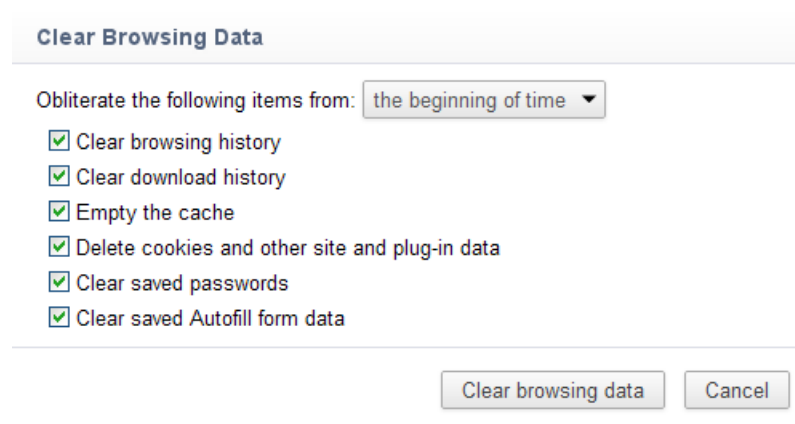 Clear Browsing Data
Obliterate the following items from: the beginning of time
Clear browsing history
Clear download history
Empty the cache
Delete cookies and other site and plug-in data
Clear saved passwords
Clear saved Autofill form data
Clear browsing data Cancel